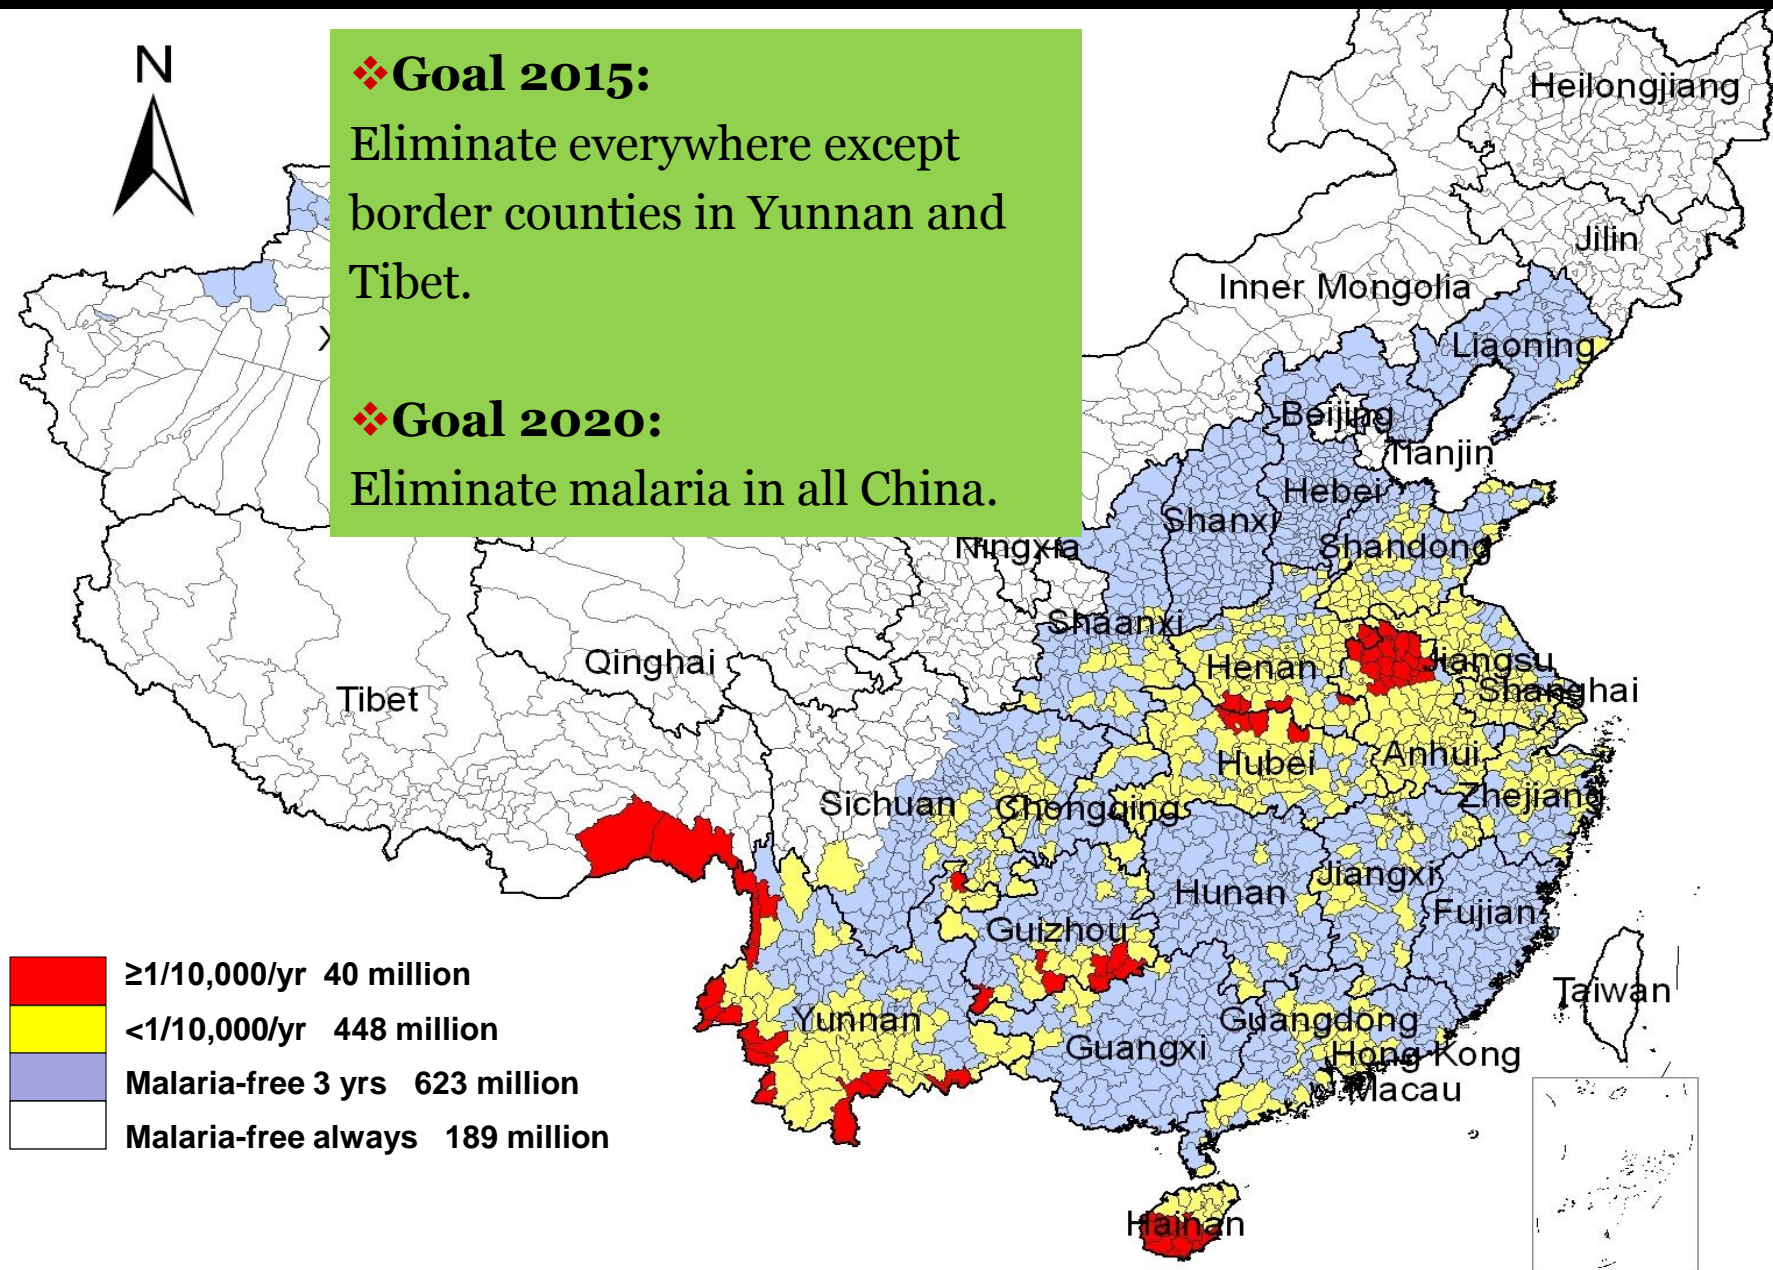 N
❖Goal 2015:
Eliminate everywhere except
border counties in Yunnan and
Tibet.
❖Goal 2020:
Eliminate malaria in all China.
Heilongjiang
Jilin
Inner Mongolia
Liaoning
Beijing
Tianjin
Hebei
Shanxi
Ningxia
Shandong
Shaanxi
Qinghai
Henan
Jiangsu
Tibet
Shanghai
Hubei
Anhui
Sichuan
Chongqing
Zhejiang
Hunan
Jiangxi
Fujian
Guizhou
Taiwan
Yunnan
Guangdong
Guangxi
Hong Kong
Macau
Hainan
≥1/10,000/yr 40 million
<1/10,000/yr 448 million
Malaria-free 3 yrs 623 million
Malaria-free always 189 million